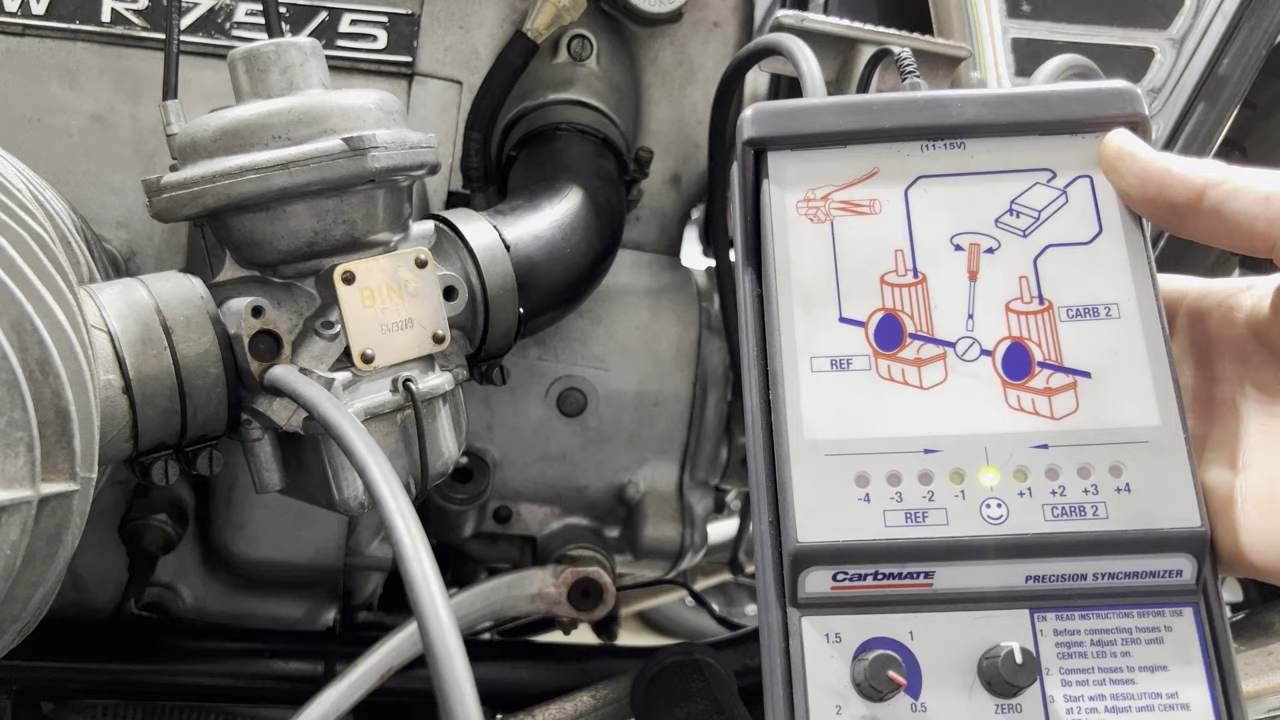 W R75/5
BING
64/32/9
(11-15V)
REF
CARB 2
-4 -3 -2 -1 +1 +2 +3 +4
REF CARB 2
CarbMATE
PRECISION SYNCHRONIZER
1.5 1
2 0.5
ZERO
EN - READ INSTRUCTIONS BEFORE USE
1. Before connecting hoses to
engine: Adjust ZERO until
CENTRE LED is on.
2. Connect hoses to engine.
Do not cut hoses.
3. Start with RESOLUTION set
at 2 cm. Adjust until CENTRE